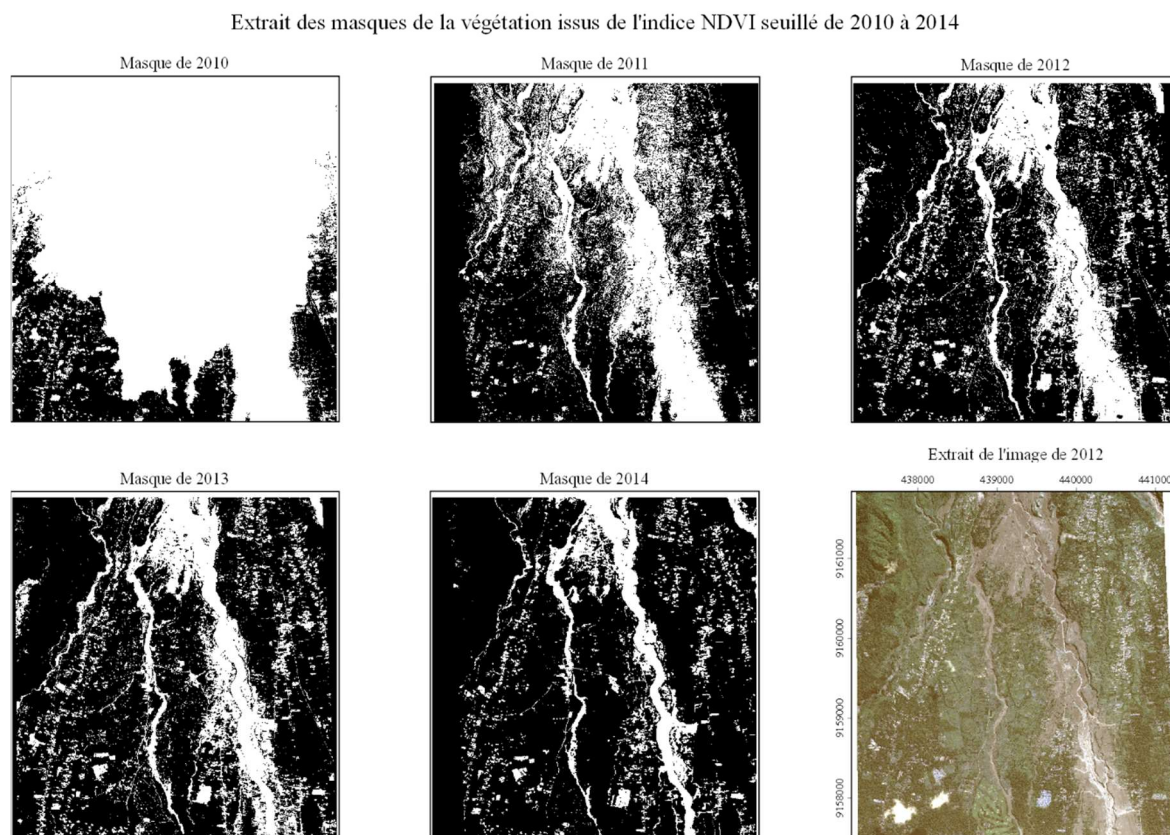 Extrait des masques de la végétation issus de l'indice NDVI seuillé de 2010 à 2014
Masque de 2010
Masque de 2011
Masque de 2012
Masque de 2013
Masque de 2014
Extrait de l'image de 2012
438000 439000 440000 441000
9161000
9160000
9159000
9158000